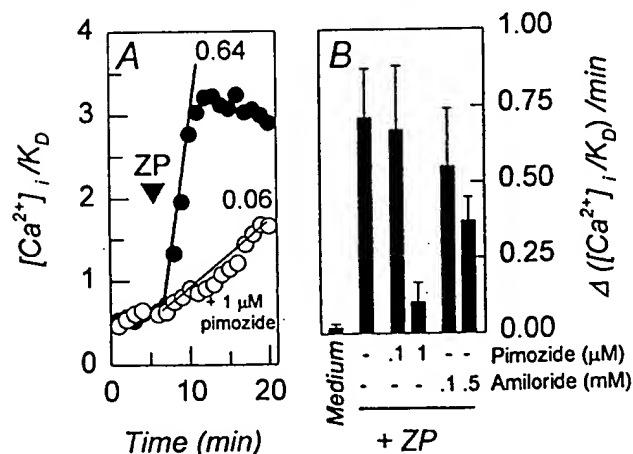 A
0.64
ZP
0.06
+ 1 μM
pimozide
[Ca²⁺]ᵢ/K_D
4
3
2
1
0
0
10
20
Time (min)
B
1.00
0.75
0.50
0.25
0.00
Δ ([Ca²⁺]ᵢ/K_D) /min
Medium
- .1 1 - - Pimozide (μM)
- - - .1 .5 Amiloride (mM)
+ ZP